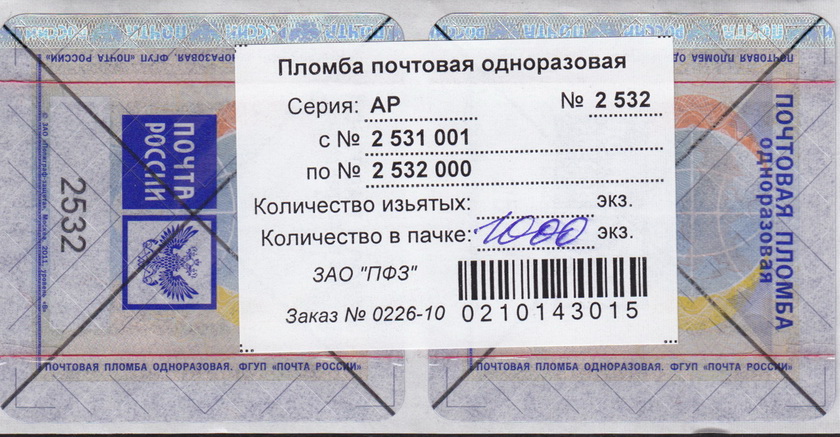 ОРАЗОВАЯ. ФГУП «ПОЧТА РОССИИ»
ПОЧТОВАЯ ПЛОМБА ОД
Пломба почтовая одноразовая
Серия: АР № 2 532
с № 2 531 001
по № 2 532 000
Количество изьятых: экз.
Количество в пачке: 1000 экз.
ЗАО "ПФЗ"
Заказ № 0226-10
0210143015
2532
ПОЧТА
РОССИИ
ПОЧТОВАЯ ПЛОМБА
одноразовая
ПОЧТОВАЯ ПЛОМБА ОДНОРАЗОВАЯ. ФГУП «ПОЧТА РОССИИ»
ПОЧТОВАЯ ПЛОМБА ОДНОРАЗОВАЯ. ФГУП «ПОЧТА РОССИИ»